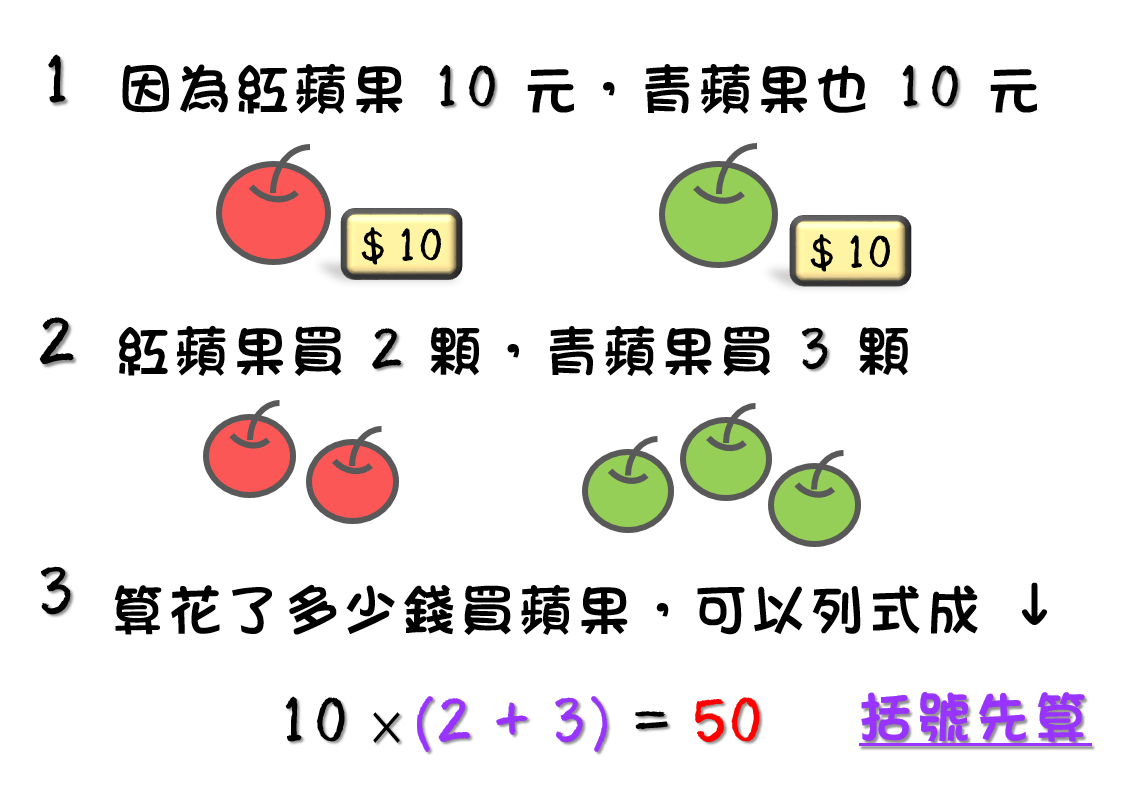 1 因為紅蘋果 10 元，青蘋果也 10 元
$ 10 $ 10
2 紅蘋果買 2 顆，青蘋果買 3 顆
3 算花了多少錢買蘋果，可以列式成 ↓
10 ×(2 + 3) = 50 括號先算